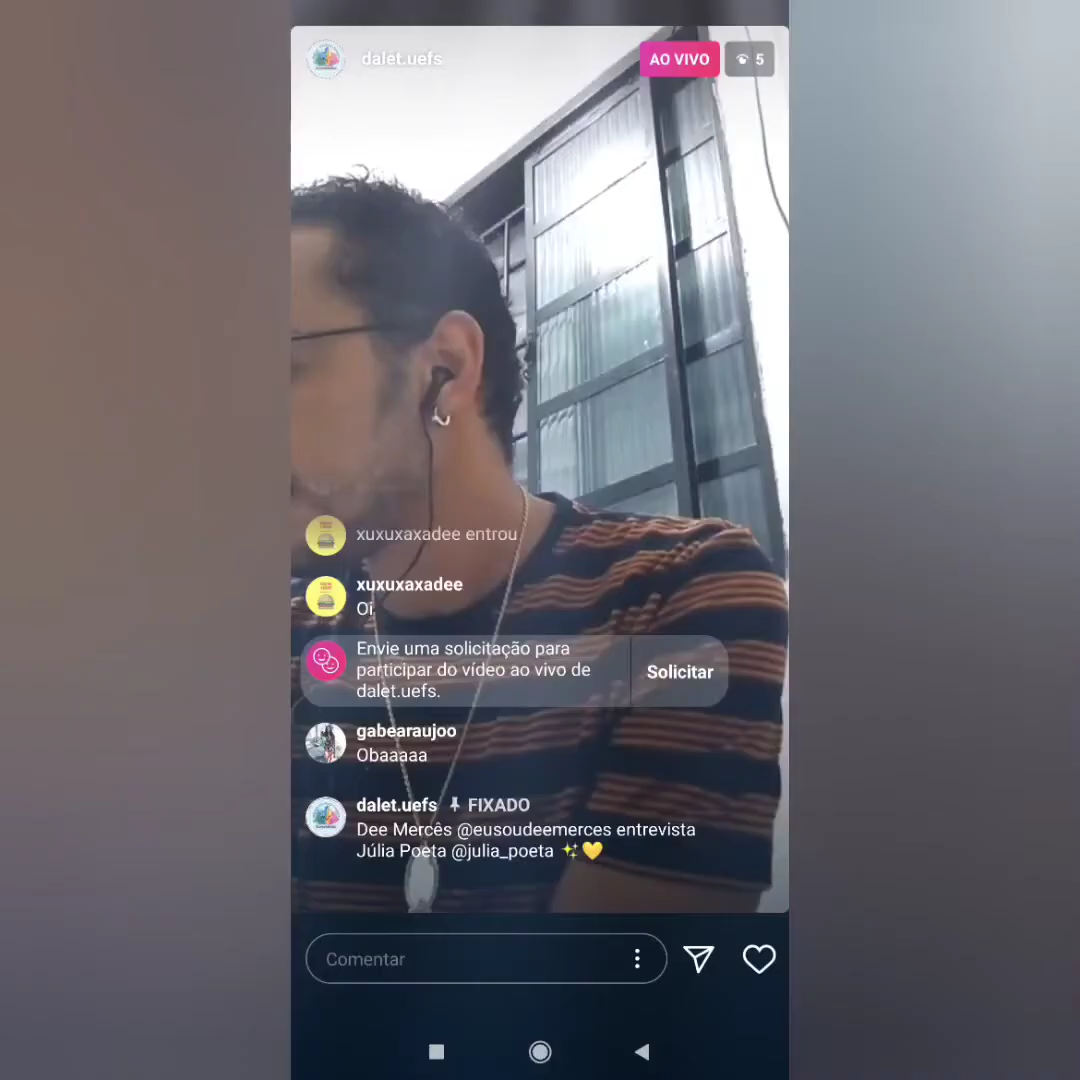 dalet.uefs
AO VIVO
5
xuxuxaxadee entrou
xuxuxaxadee
Oi
Envie uma solicitação para
participar do vídeo ao vivo de
dalet.uefs.
Solicitar
gabearaujoo
Obaaaaa
dalet.uefs FIXADO
Dee Mercês @eusoudeemerces entrevista
Júlia Poeta @julia_poeta ✨💛
Comentar